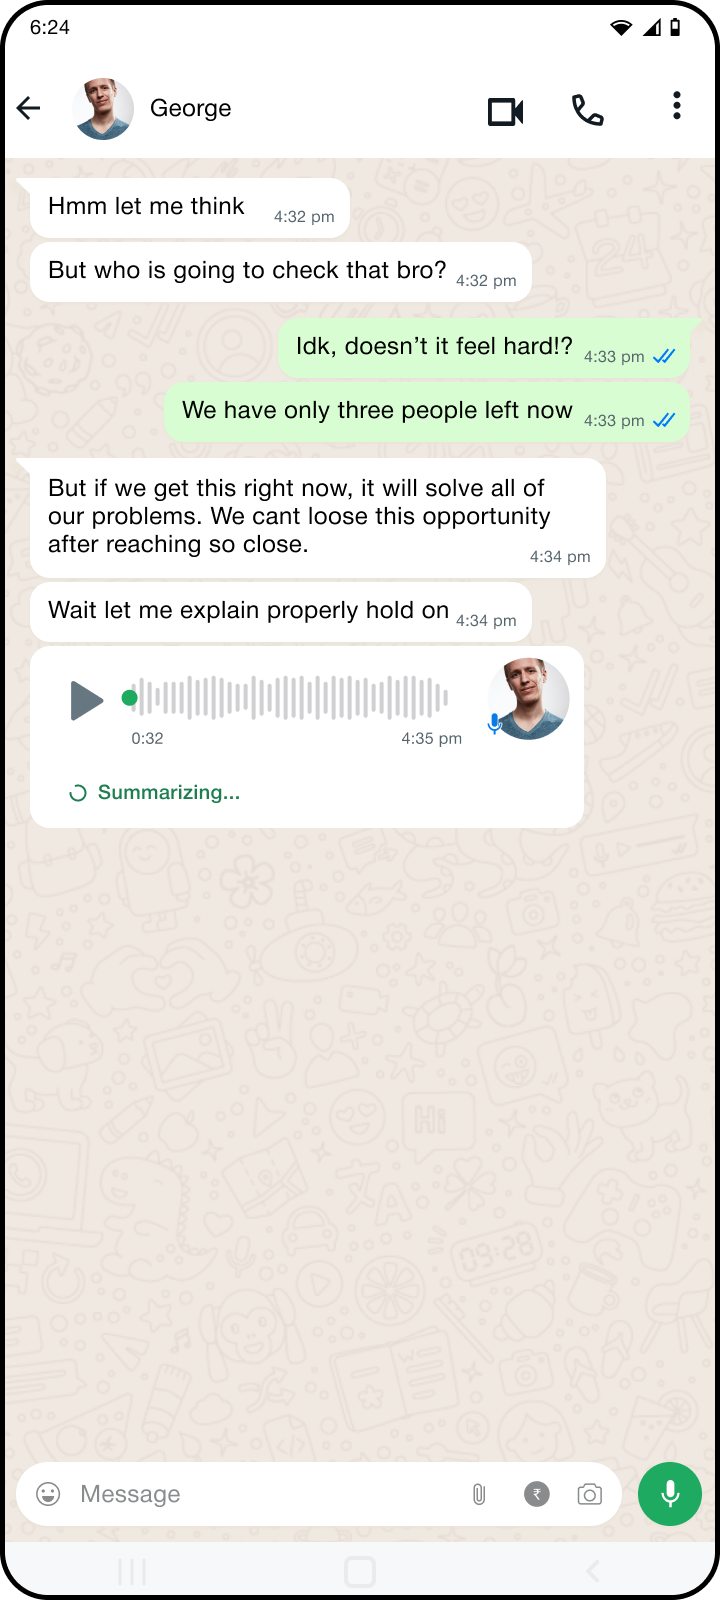 6:24
George
Hmm let me think
4:32 pm
But who is going to check that bro?
4:32 pm
Idk, doesn’t it feel hard!?
4:33 pm
We have only three people left now
4:33 pm
But if we get this right now, it will solve all of
our problems. We cant loose this opportunity
after reaching so close.
4:34 pm
Wait let me explain properly hold on
4:34 pm
0:32
4:35 pm
Summarizing...
24
Hi
09:28
₹
Message